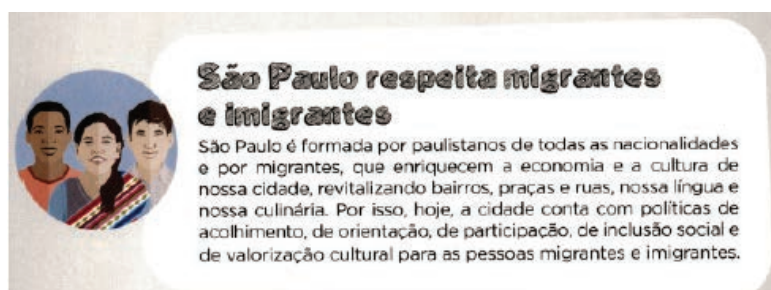 São Paulo respeita migrantes
e imigrantes
São Paulo é formada por paulistanos de todas as nacionalidades
e por migrantes, que enriquecem a economia e a cultura de
nossa cidade, revitalizando bairros, praças e ruas, nossa língua e
nossa culinária. Por isso, hoje, a cidade conta com políticas de
acolhimento, de orientação, de participação, de inclusão social e
de valorização cultural para as pessoas migrantes e imigrantes.